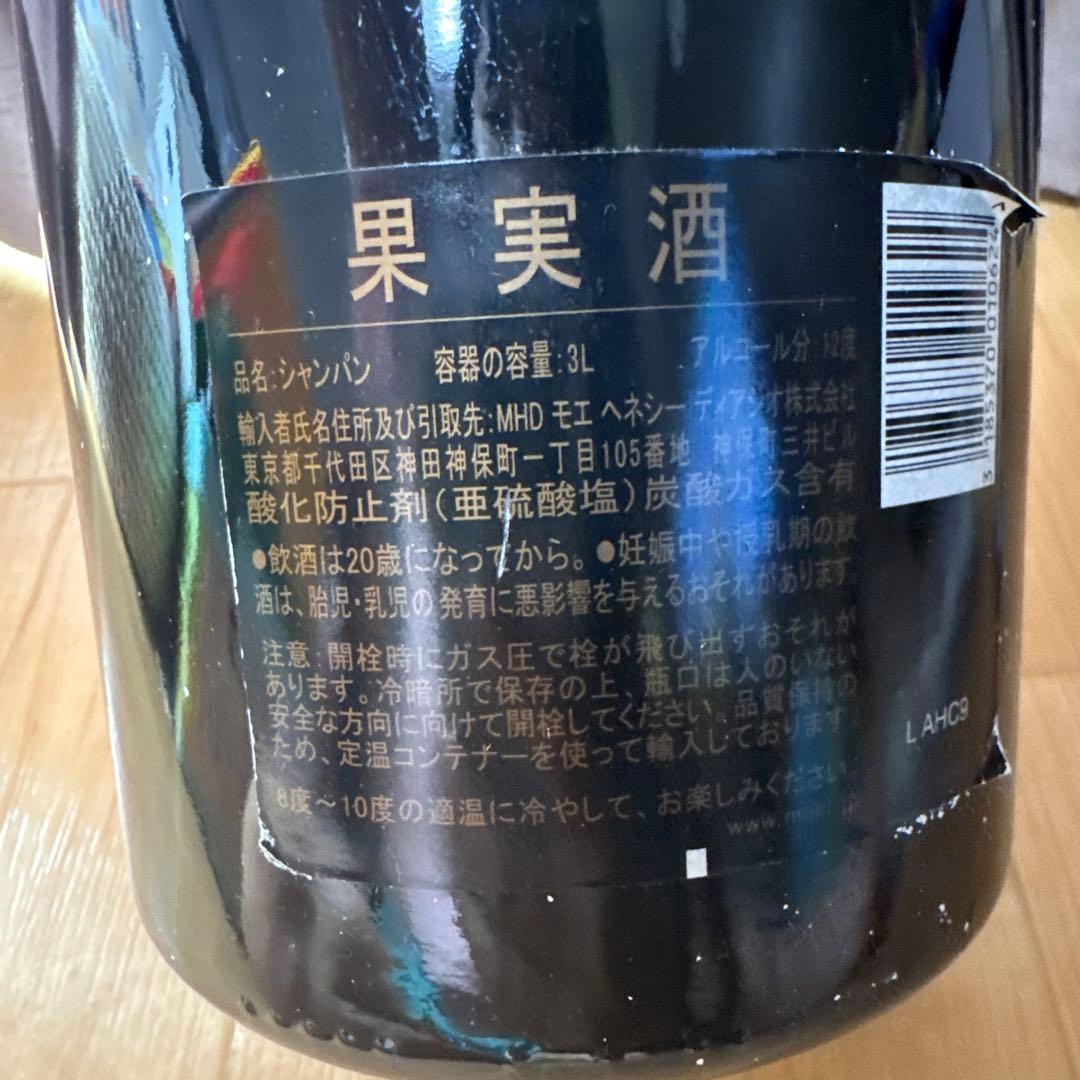 果実酒
品名:シャンパン 容器の容量:3L アルコール分:12度
輸入者氏名住所及び引取先:MHD モエ ヘネシー ディアジオ株式会社
東京都千代田区神田神保町一丁目105番地 神保町三井ビル
酸化防止剤(亜硫酸塩)炭酸ガス含有
●飲酒は20歳になってから。●妊娠中や授乳期の飲
酒は、胎児・乳児の発育に悪影響を与えるおそれがあります。
注意:開栓時にガス圧で栓が飛び出すおそれが
あります。冷暗所で保存の上、瓶口は人のいない
安全な方向に向けて開栓してください。品質保持の
ため、定温コンテナーを使って輸入しております。
8度～10度の適温に冷やして、お楽しみください。
L AHC9